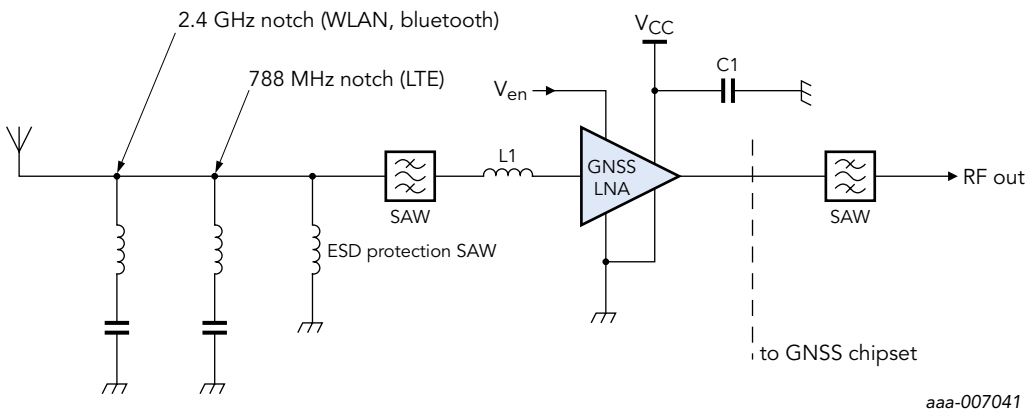 2.4 GHz notch (WLAN, bluetooth)
788 MHz notch (LTE)
VCC
C1
Ven
L1
GNSS
LNA
SAW
ESD protection SAW
SAW
RF out
to GNSS chipset
aaa-007041